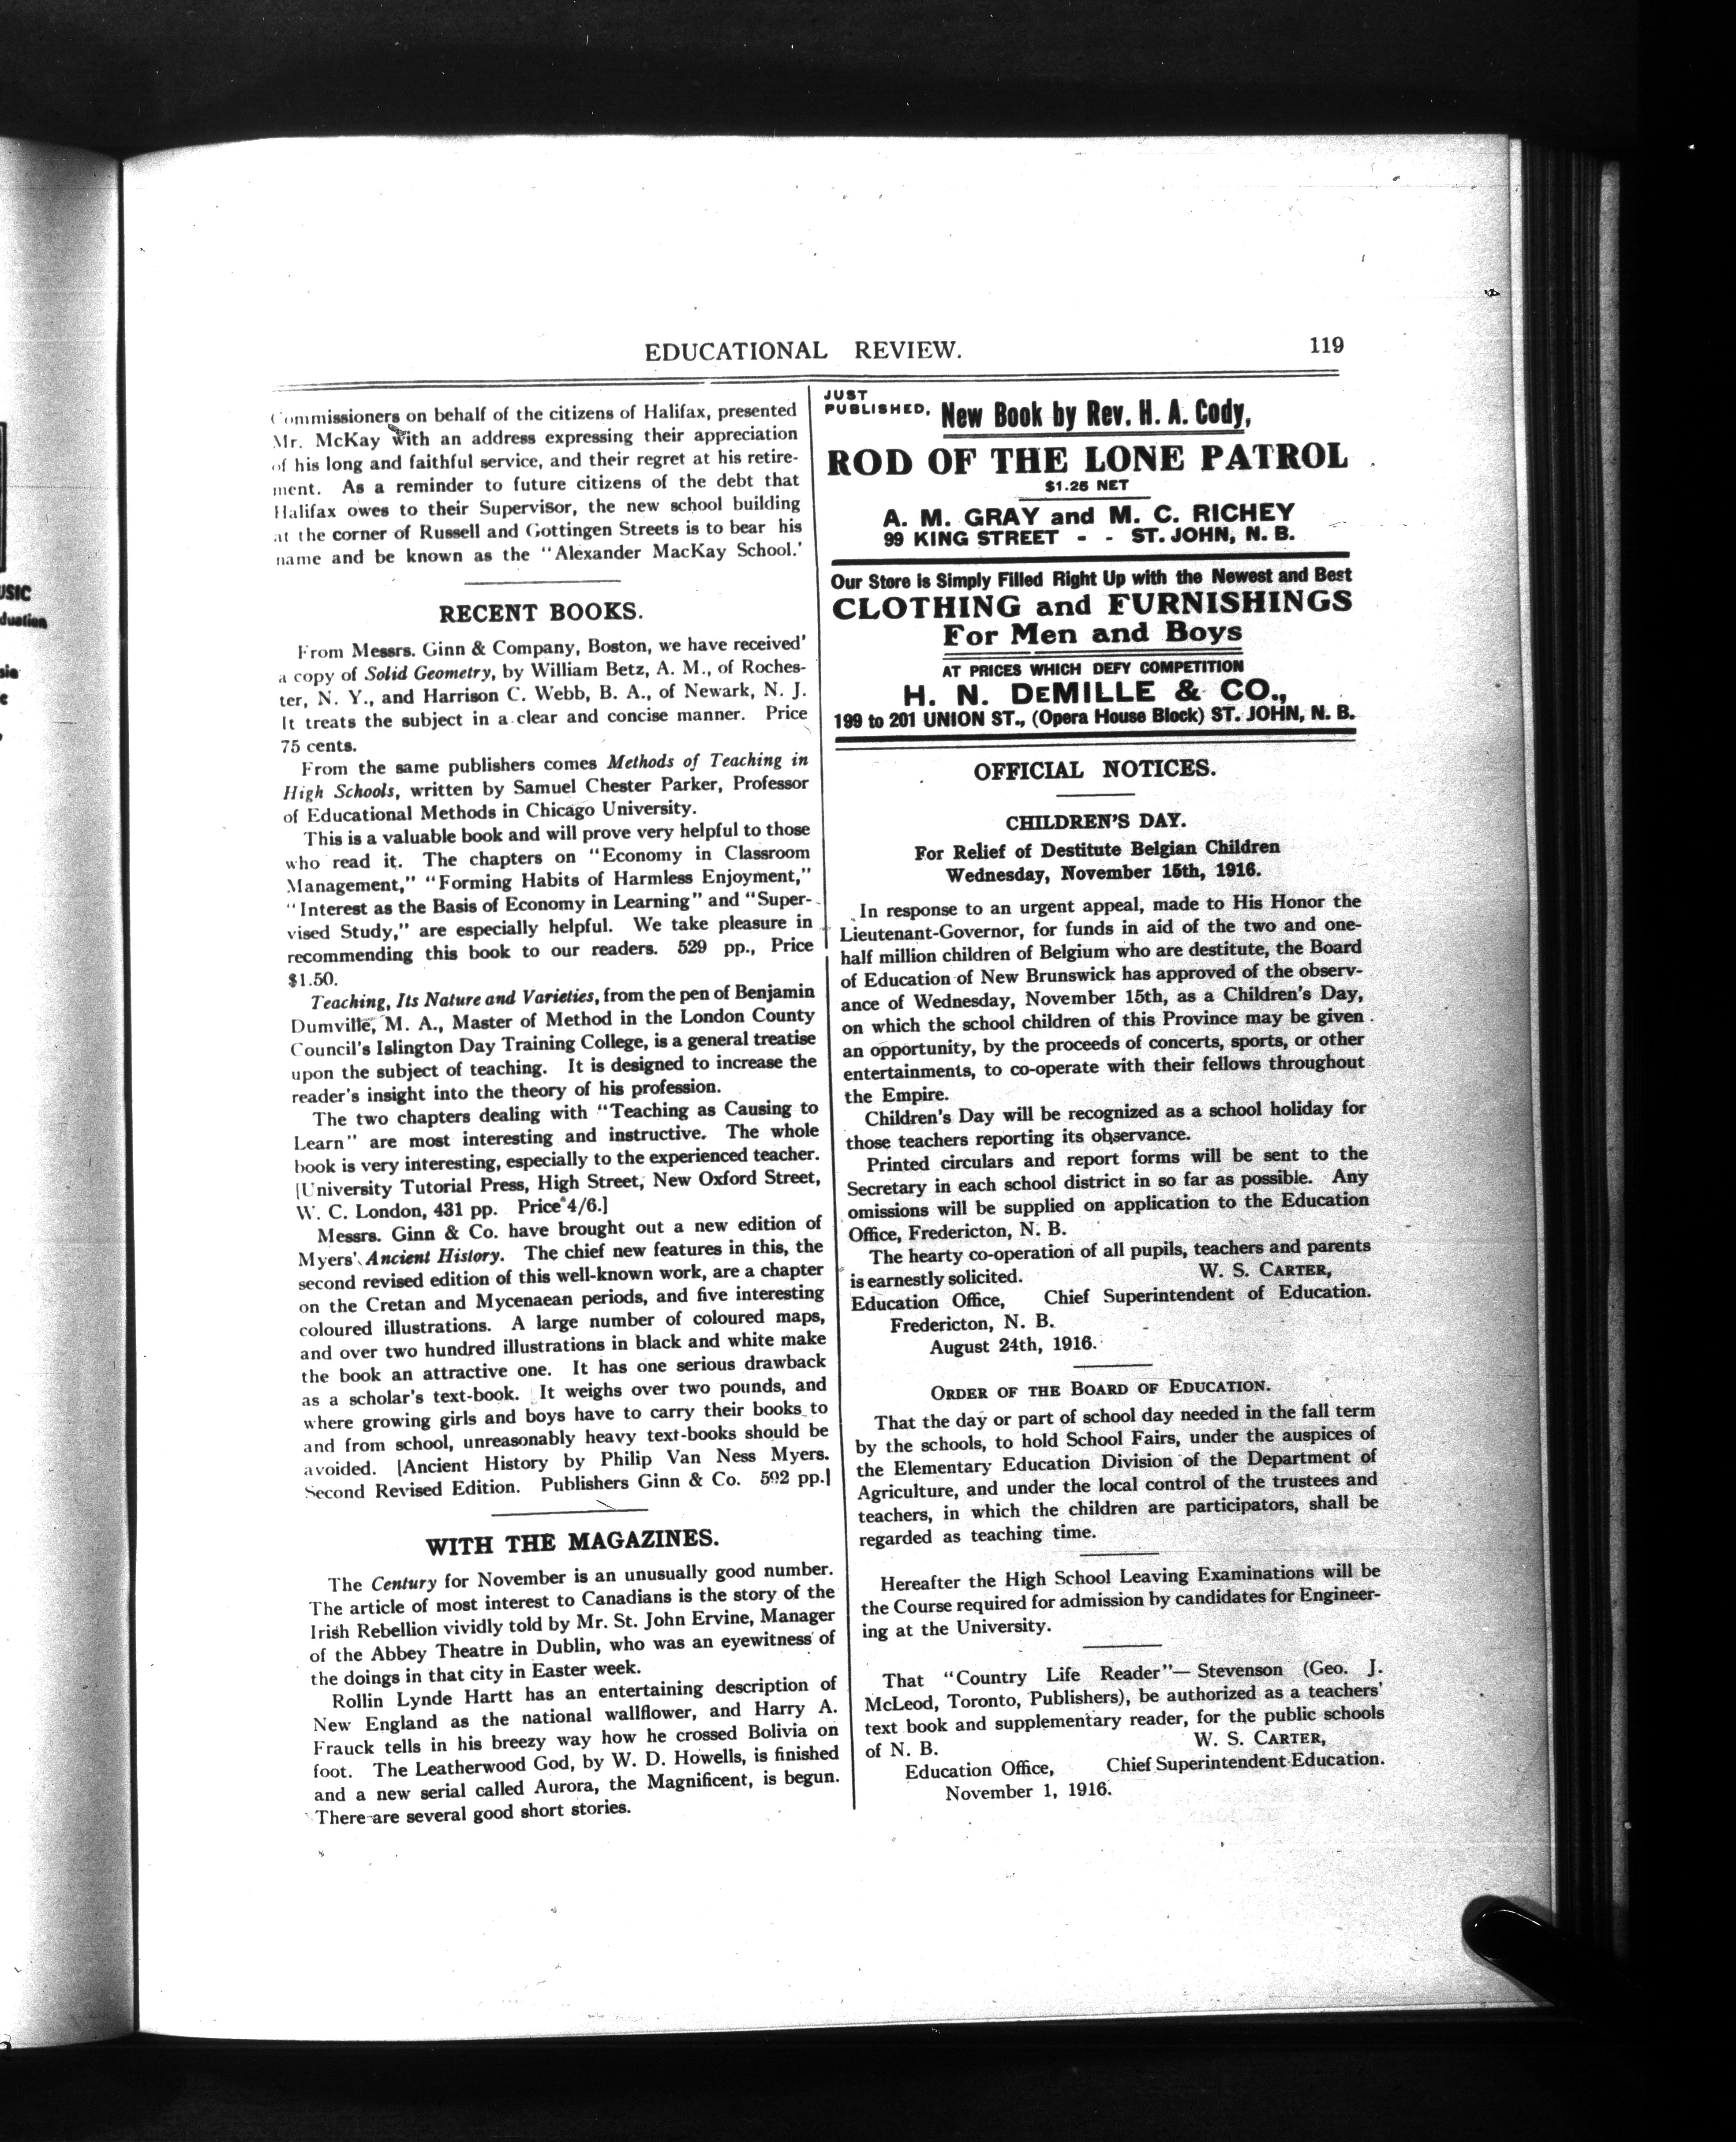 EDUCATIONAL REVIEW.
119
Commissioners on behalf of the citizens of Halifax, presented
Mr. McKay with an address expressing their appreciation
of his long and faithful service, and their regret at his retire-
ment. As a reminder to future citizens of the debt that
Halifax owes to their Supervisor, the new school building
at the corner of Russell and Gottingen Streets is to bear his
name and be known as the "Alexander MacKay School.'
RECENT BOOKS.
From Messrs. Ginn & Company, Boston, we have received'
a copy of Solid Geometry, by William Betz, A. M., of Roches-
ter, N. Y., and Harrison C. Webb, B. A., of Newark, N. J.
It treats the subject in a clear and concise manner. Price
75 cents.
From the same publishers comes Methods of Teaching in
High Schools, written by Samuel Chester Parker, Professor
of Educational Methods in Chicago University.
This is a valuable book and will prove very helpful to those
who read it. The chapters on "Economy in Classroom
Management," "Forming Habits of Harmless Enjoyment,"
"Interest as the Basis of Economy in Learning" and "Super-
vised Study," are especially helpful. We take pleasure in
recommending this book to our readers. 529 pp., Price
$1.50.
Teaching, Its Nature and Varieties, from the pen of Benjamin
Dumville, M. A., Master of Method in the London County
Council's Islington Day Training College, is a general treatise
upon the subject of teaching. It is designed to increase the
reader's insight into the theory of his profession.
The two chapters dealing with "Teaching as Causing to
Learn" are most interesting and instructive. The whole
book is very interesting, especially to the experienced teacher.
[University Tutorial Press, High Street, New Oxford Street,
W. C. London, 431 pp. Price 4/6.]
Messrs. Ginn & Co. have brought out a new edition of
Myers' Ancient History. The chief new features in this, the
second revised edition of this well-known work, are a chapter
on the Cretan and Mycenaean periods, and five interesting
coloured illustrations. A large number of coloured maps,
and over two hundred illustrations in black and white make
the book an attractive one. It has one serious drawback
as a scholar's text-book. It weighs over two pounds, and
where growing girls and boys have to carry their books to
and from school, unreasonably heavy text-books should be
avoided. [Ancient History by Philip Van Ness Myers.
Second Revised Edition. Publishers Ginn & Co. 592 pp.]
WITH THE MAGAZINES.
The Century for November is an unusually good number.
The article of most interest to Canadians is the story of the
Irish Rebellion vividly told by Mr. St. John Ervine, Manager
of the Abbey Theatre in Dublin, who was an eyewitness of
the doings in that city in Easter week.
Rollin Lynde Hartt has an entertaining description of
New England as the national wallflower, and Harry A.
Frauck tells in his breezy way how he crossed Bolivia on
foot. The Leatherwood God, by W. D. Howells, is finished
and a new serial called Aurora, the Magnificent, is begun.
There are several good short stories.
JUST
PUBLISHED, New Book by Rev. H. A. Cody,
ROD OF THE LONE PATROL
$1.25 NET
A. M. GRAY and M. C. RICHEY
99 KING STREET - - ST. JOHN, N. B.
Our Store is Simply Filled Right Up with the Newest and Best
CLOTHING and FURNISHINGS
For Men and Boys
AT PRICES WHICH DEFY COMPETITION
H. N. DEMILLE & CO.,
199 to 201 UNION ST., (Opera House Block) ST. JOHN, N. B.
OFFICIAL NOTICES.
CHILDREN'S DAY.
For Relief of Destitute Belgian Children
Wednesday, November 15th, 1916.
In response to an urgent appeal, made to His Honor the
Lieutenant-Governor, for funds in aid of the two and one-
half million children of Belgium who are destitute, the Board
of Education of New Brunswick has approved of the observ-
ance of Wednesday, November 15th, as a Children's Day,
on which the school children of this Province may be given
an opportunity, by the proceeds of concerts, sports, or other
entertainments, to co-operate with their fellows throughout
the Empire.
Children's Day will be recognized as a school holiday for
those teachers reporting its observance.
Printed circulars and report forms will be sent to the
Secretary in each school district in so far as possible. Any
omissions will be supplied on application to the Education
Office, Fredericton, N. B.
The hearty co-operation of all pupils, teachers and parents
is earnestly solicited. W. S. CARTER,
Education Office, Chief Superintendent of Education.
Fredericton, N. B.
August 24th, 1916.
ORDER OF THE BOARD OF EDUCATION.
That the day or part of school day needed in the fall term
by the schools, to hold School Fairs, under the auspices of
the Elementary Education Division of the Department of
Agriculture, and under the local control of the trustees and
teachers, in which the children are participators, shall be
regarded as teaching time.
Hereafter the High School Leaving Examinations will be
the Course required for admission by candidates for Engineer-
ing at the University.
That "Country Life Reader"— Stevenson (Geo. J.
McLeod, Toronto, Publishers), be authorized as a teachers'
text book and supplementary reader, for the public schools
of N. B. W. S. CARTER,
Education Office, Chief Superintendent Education.
November 1, 1916.